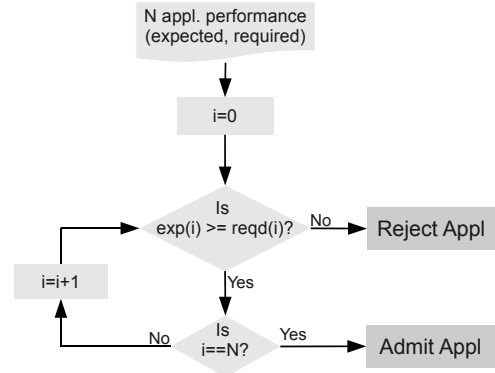 N appl. performance
(expected, required)
i=0
Is
exp(i) >= reqd(i)?
No
Reject Appl
Yes
i=i+1
Is
i==N?
No
Yes
Admit Appl